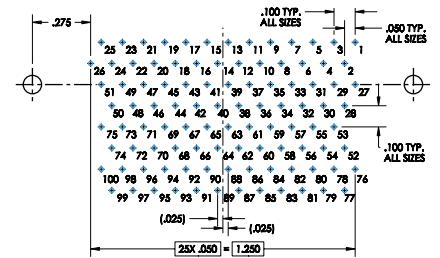 .100 TYP.
ALL SIZES
.275
.050 TYP.
ALL SIZES
25 23 21 19 17 15 13 11 9 7 5 3 1
26 24 22 20 18 16 14 12 10 8 6 4 2
51 49 47 45 43 41 39 37 35 33 31 29 27
50 48 46 44 42 40 38 36 34 32 30 28
75 73 71 69 67 65 63 61 59 57 55 53
.100 TYP.
ALL SIZES
74 72 70 68 66 64 62 60 58 56 54 52
100 98 96 94 92 90 88 86 84 82 80 78 76
99 97 95 93 91 89 87 85 83 81 79 77
(.025)
(.025)
25X .050 = 1.250